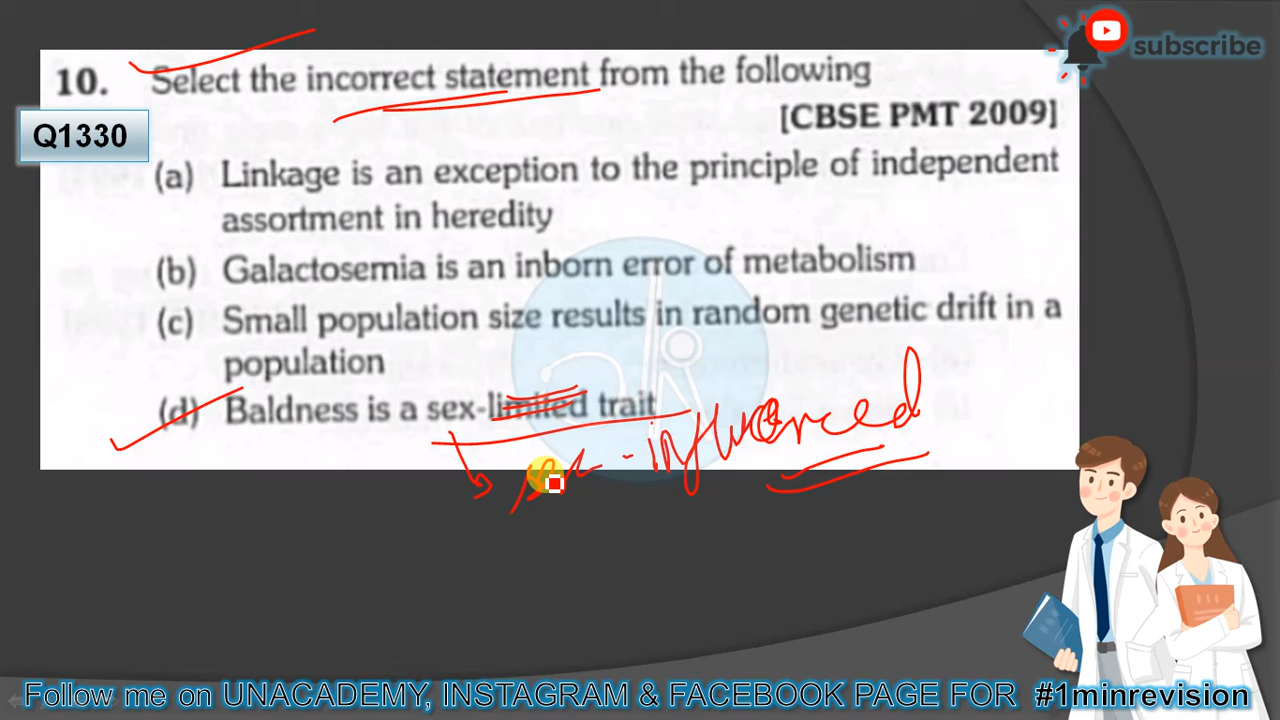 subscribe
10. Select the incorrect statement from the following
[CBSE PMT 2009]
Q1330
(a) Linkage is an exception to the principle of independent
assortment in heredity
(b) Galactosemia is an inborn error of metabolism
(c) Small population size results in random genetic drift in a
population
(d) Baldness is a sex-limited trait
sex-influenced
Follow me on UNACADEMY, INSTAGRAM & FACEBOOK PAGE FOR #1minrevision